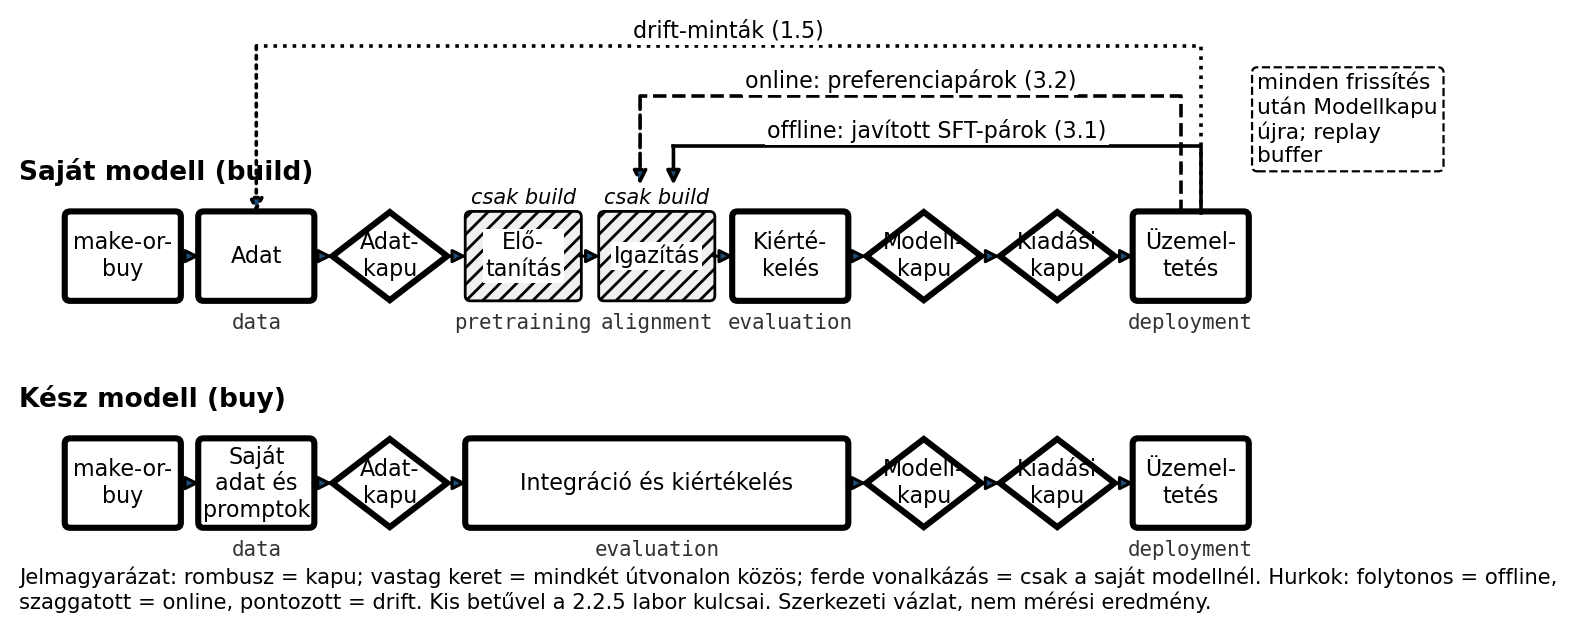 drift-minták (1.5)
online: preferenciapárok (3.2)
offline: javított SFT-párok (3.1)
minden frissítés
után Modellkapu
újra; replay
buffer
Saját modell (build)
csak build
csak build
make-or-
buy
Adat
Adat-
kapu
Elő-
tanítás
Igazítás
Kiérté-
kelés
Modell-
kapu
Kiadási
kapu
Üzemel-
tetés
data
pretraining
alignment
evaluation
deployment
Kész modell (buy)
make-or-
buy
Saját
adat és
promptok
Adat-
kapu
Integráció és kiértékelés
Modell-
kapu
Kiadási
kapu
Üzemel-
tetés
data
evaluation
deployment
Jelmagyarázat: rombusz = kapu; vastag keret = mindkét útvonalon közös; ferde vonalkázás = csak a saját modellnél. Hurkok: folytonos = offline,
szaggatott = online, pontozott = drift. Kis betűvel a 2.2.5 labor kulcsai. Szerkezeti vázlat, nem mérési eredmény.